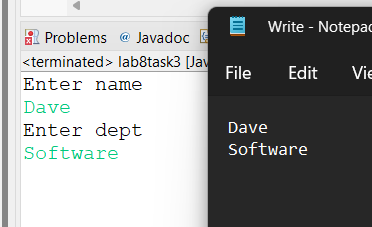 Problems @ Javadoc
<terminated> lab8task3 [Jav
Enter name
Dave
Enter dept
Software
Write - Notepad
File Edit Vie
Dave
Software